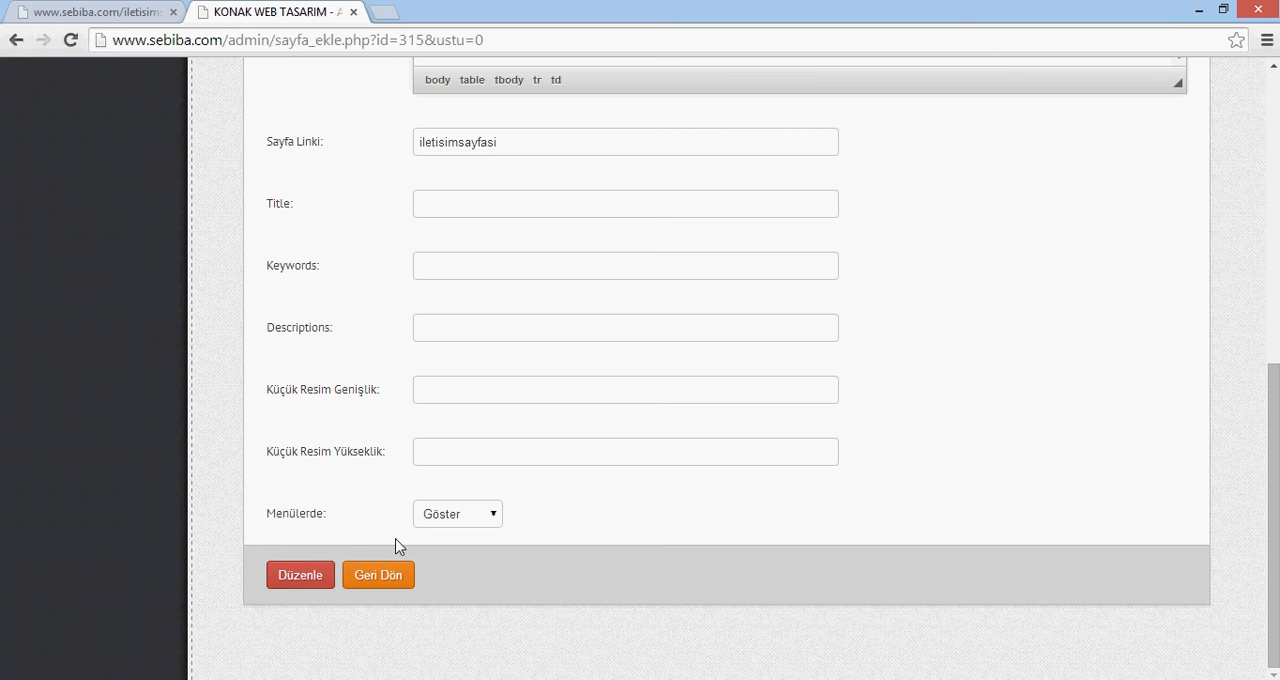 www.sebiba.com/iletisim
KONAK WEB TASARIM - A
www.sebiba.com/admin/sayfa_ekle.php?id=315&ustu=0
body table tbody tr td
Sayfa Linki: iletisimsayfasi
Title:
Keywords:
Descriptions:
Küçük Resim Genişlik:
Küçük Resim Yükseklik:
Menülerde: Göster
Düzenle Geri Dön